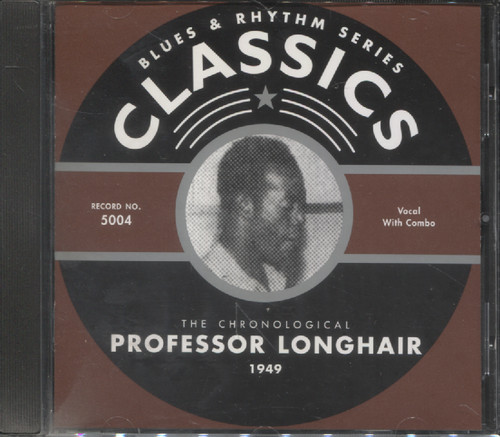 BLUES & RHYTHM SERIES
CLASSICS
RECORD NO.
5004
Vocal
With Combo
THE CHRONOLOGICAL
PROFESSOR LONGHAIR
1949